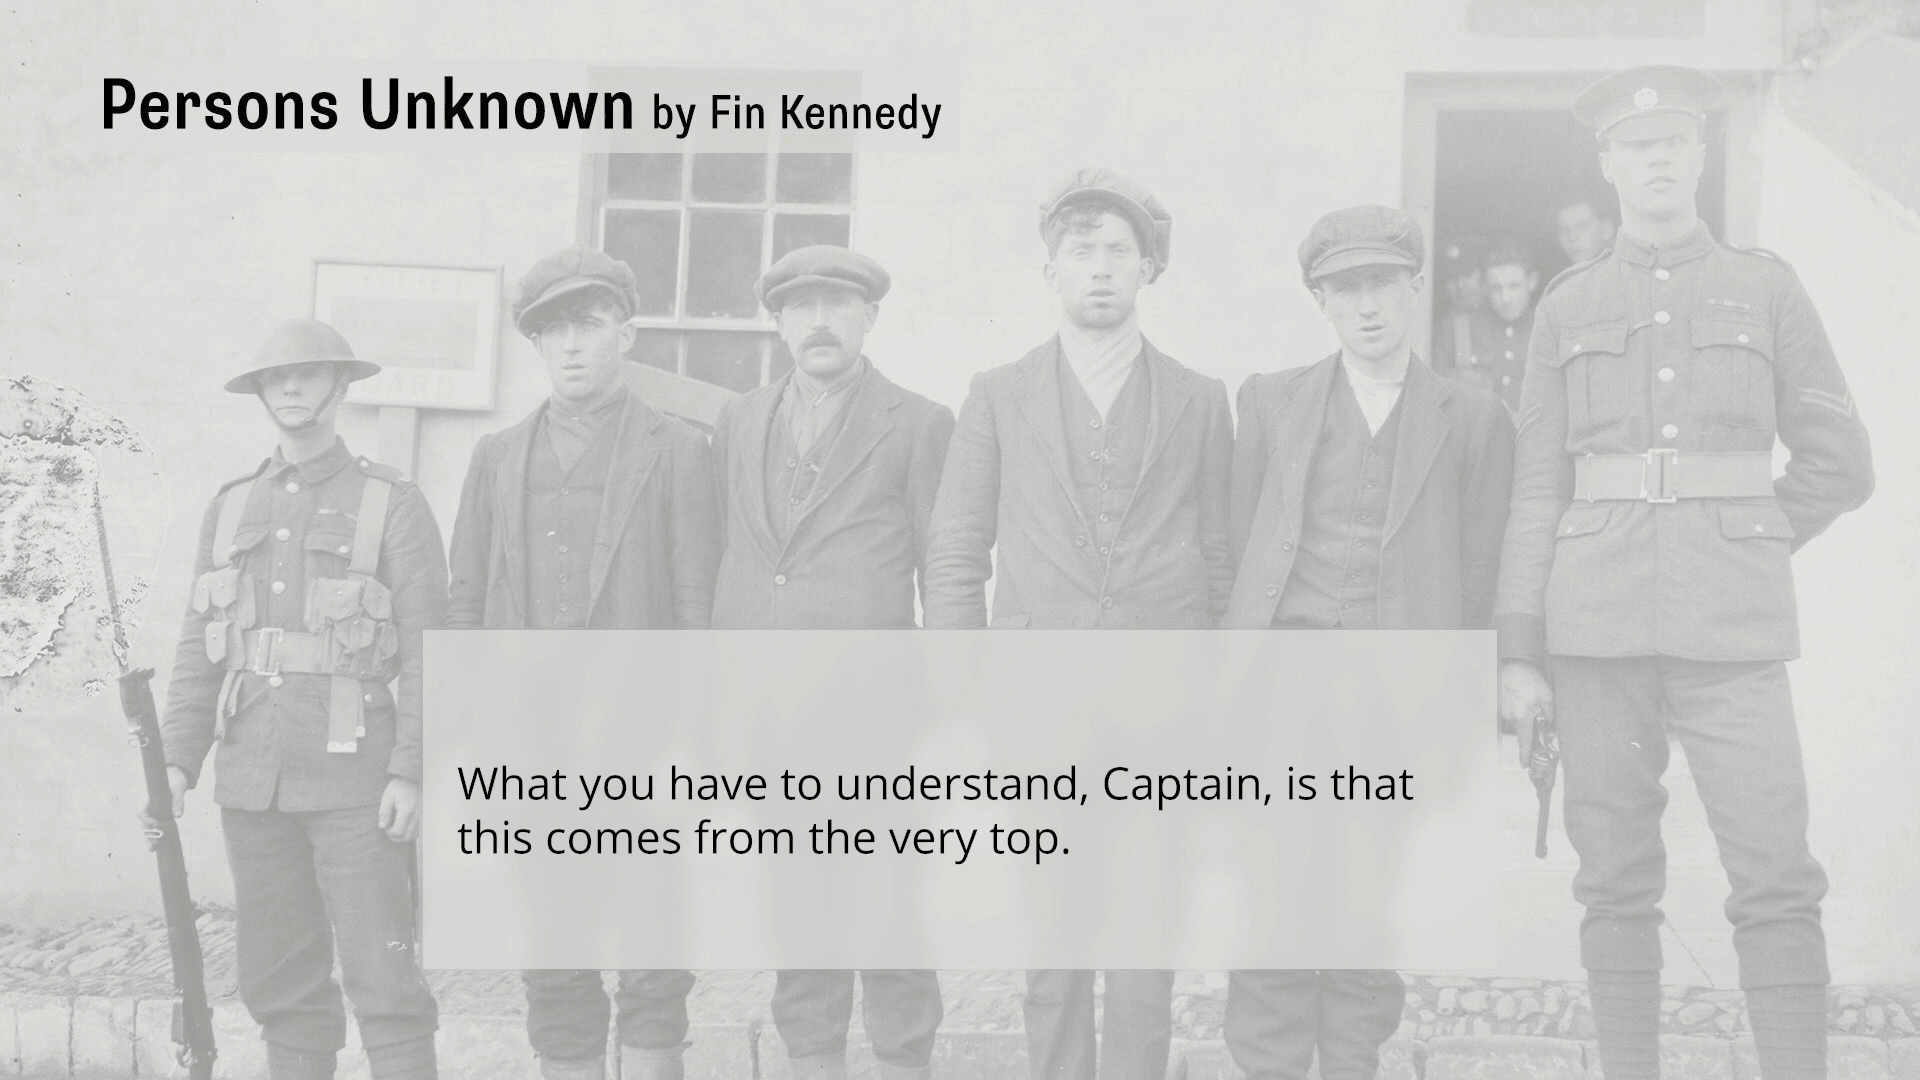 Persons Unknown by Fin Kennedy
What you have to understand, Captain, is that
this comes from the very top.